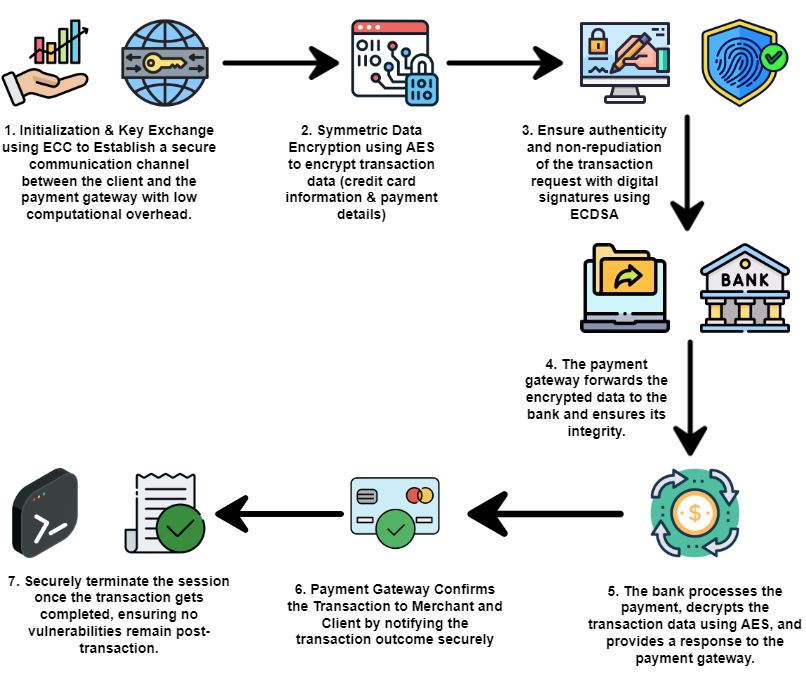 1. Initialization & Key Exchange
using ECC to Establish a secure
communication channel
between the client and the
payment gateway with low
computational overhead.
2. Symmetric Data
Encryption using AES
to encrypt transaction
data (credit card
information & payment
details)
3. Ensure authenticity
and non-repudiation
of the transaction
request with digital
signatures using
ECDSA
BANK
4. The payment
gateway forwards the
encrypted data to the
bank and ensures its
integrity.
$
5. The bank processes the
payment, decrypts the
transaction data using AES, and
provides a response to the
payment gateway.
6. Payment Gateway Confirms
the Transaction to Merchant and
Client by notifying the
transaction outcome securely
7. Securely terminate the session
once the transaction gets
completed, ensuring no
vulnerabilities remain post-
transaction.